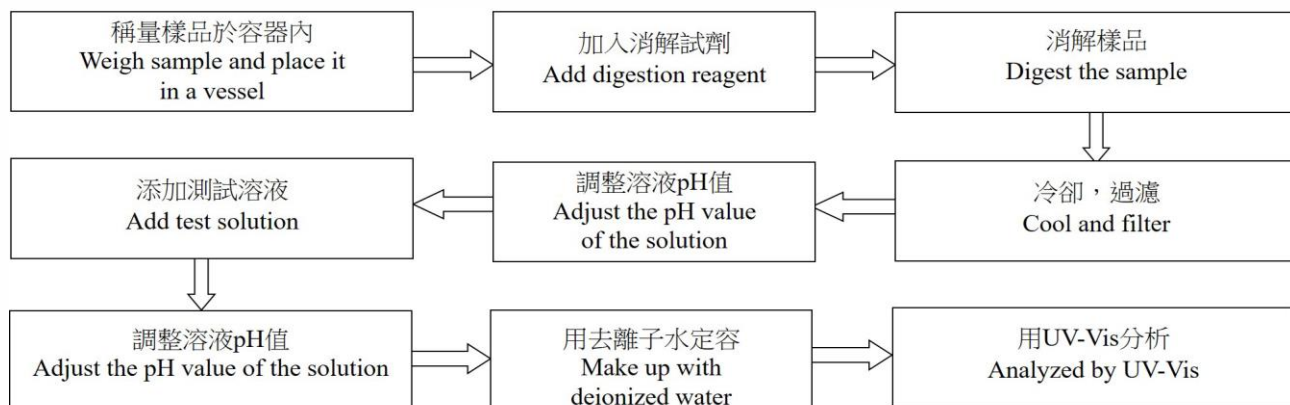 稱量樣品於容器內
Weigh sample and place it
in a vessel
加入消解試劑
Add digestion reagent
消解樣品
Digest the sample
冷卻，過濾
Cool and filter
調整溶液pH值
Adjust the pH value
of the solution
添加測試溶液
Add test solution
調整溶液pH值
Adjust the pH value of the solution
用去離子水定容
Make up with
deionized water
用UV-Vis分析
Analyzed by UV-Vis